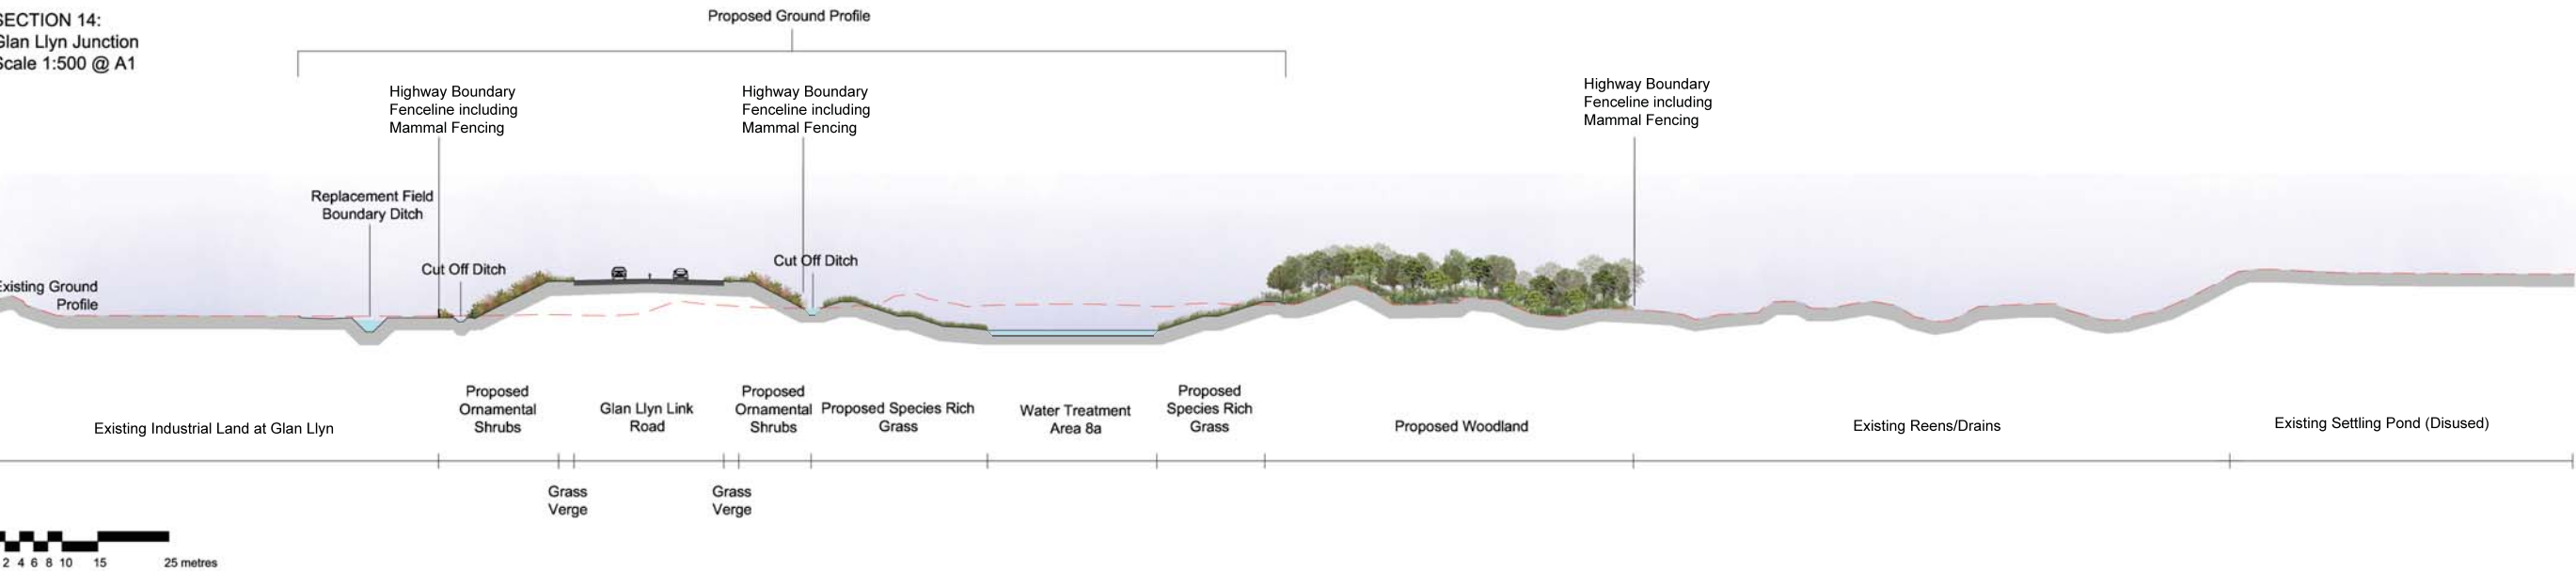 SECTION 14:
Glan Llyn Junction
Scale 1:500 @ A1
Proposed Ground Profile
Highway Boundary
Fenceline including
Mammal Fencing
Highway Boundary
Fenceline including
Mammal Fencing
Highway Boundary
Fenceline including
Mammal Fencing
Replacement Field
Boundary Ditch
Cut Off Ditch
Cut Off Ditch
Existing Ground
Profile
Existing Industrial Land at Glan Llyn
Proposed
Ornamental
Shrubs
Glan Llyn Link
Road
Proposed
Ornamental
Shrubs
Proposed Species Rich
Grass
Water Treatment
Area 8a
Proposed
Species Rich
Grass
Proposed Woodland
Existing Reens/Drains
Existing Settling Pond (Disused)
Grass
Verge
Grass
Verge
2 4 6 8 10 15 25 metres